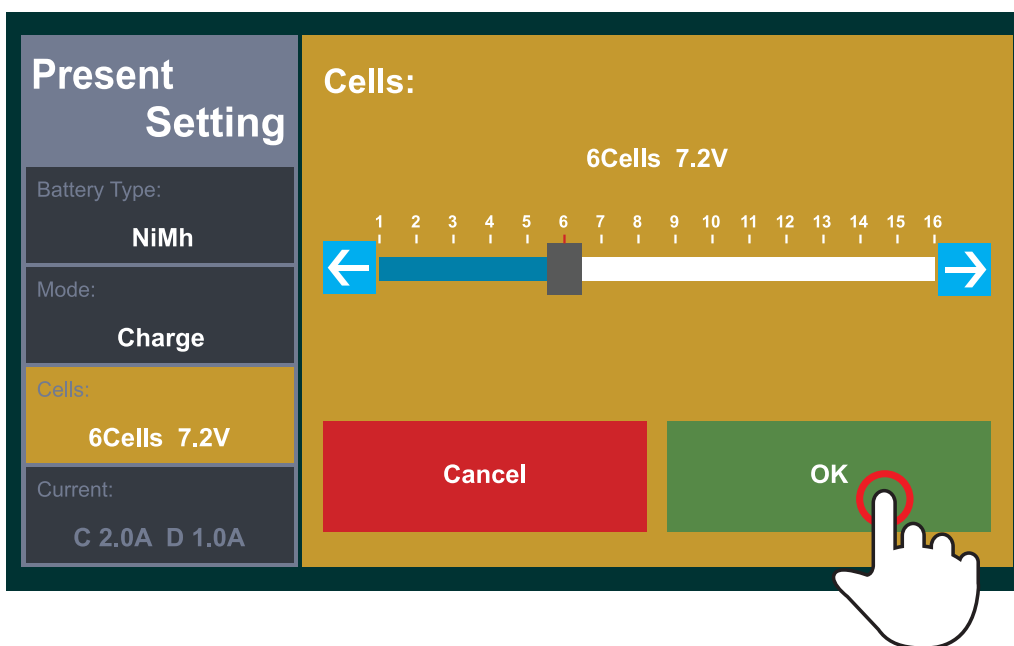 Present
Setting
Battery Type:
NiMh
Mode:
Charge
Cells:
6Cells 7.2V
Current:
C 2.0A D 1.0A
Cells:
6Cells 7.2V
1 2 3 4 5 6 7 8 9 10 11 12 13 14 15 16
Cancel
OK